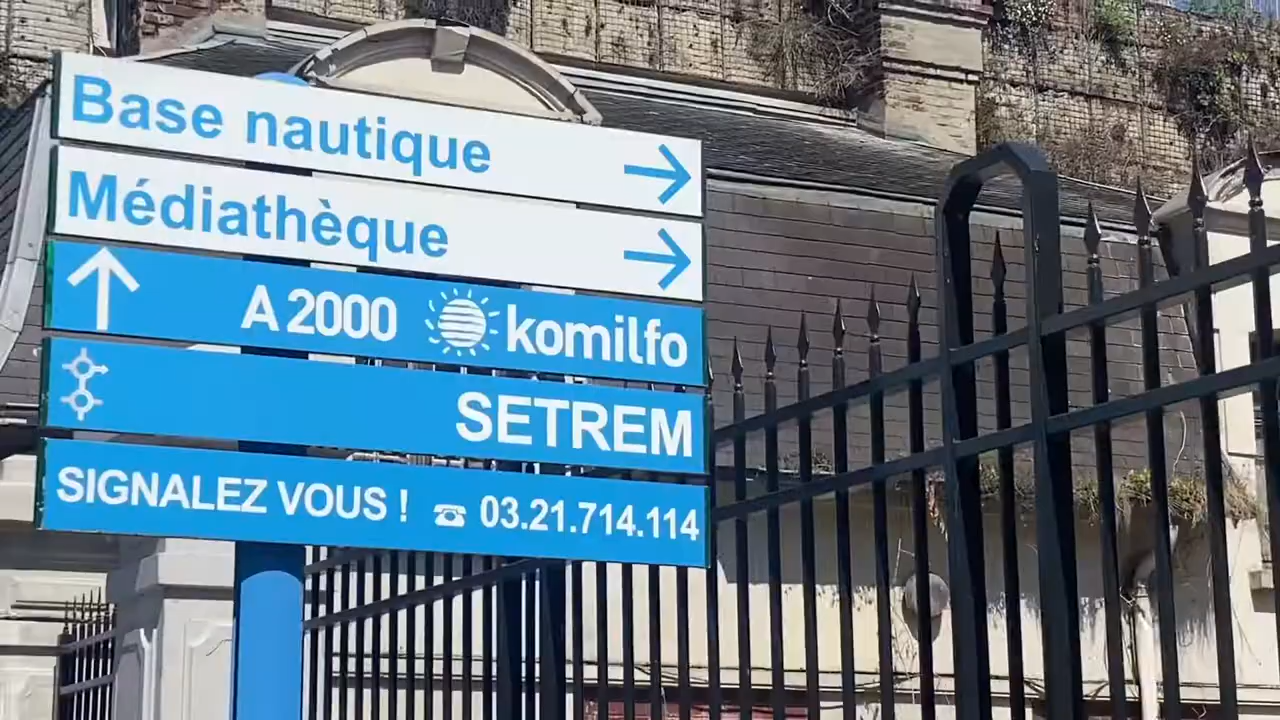 Base nautique
Médiathèque
A 2000 komilfo
SETREM
SIGNALEZ VOUS ! ☎ 03.21.714.114